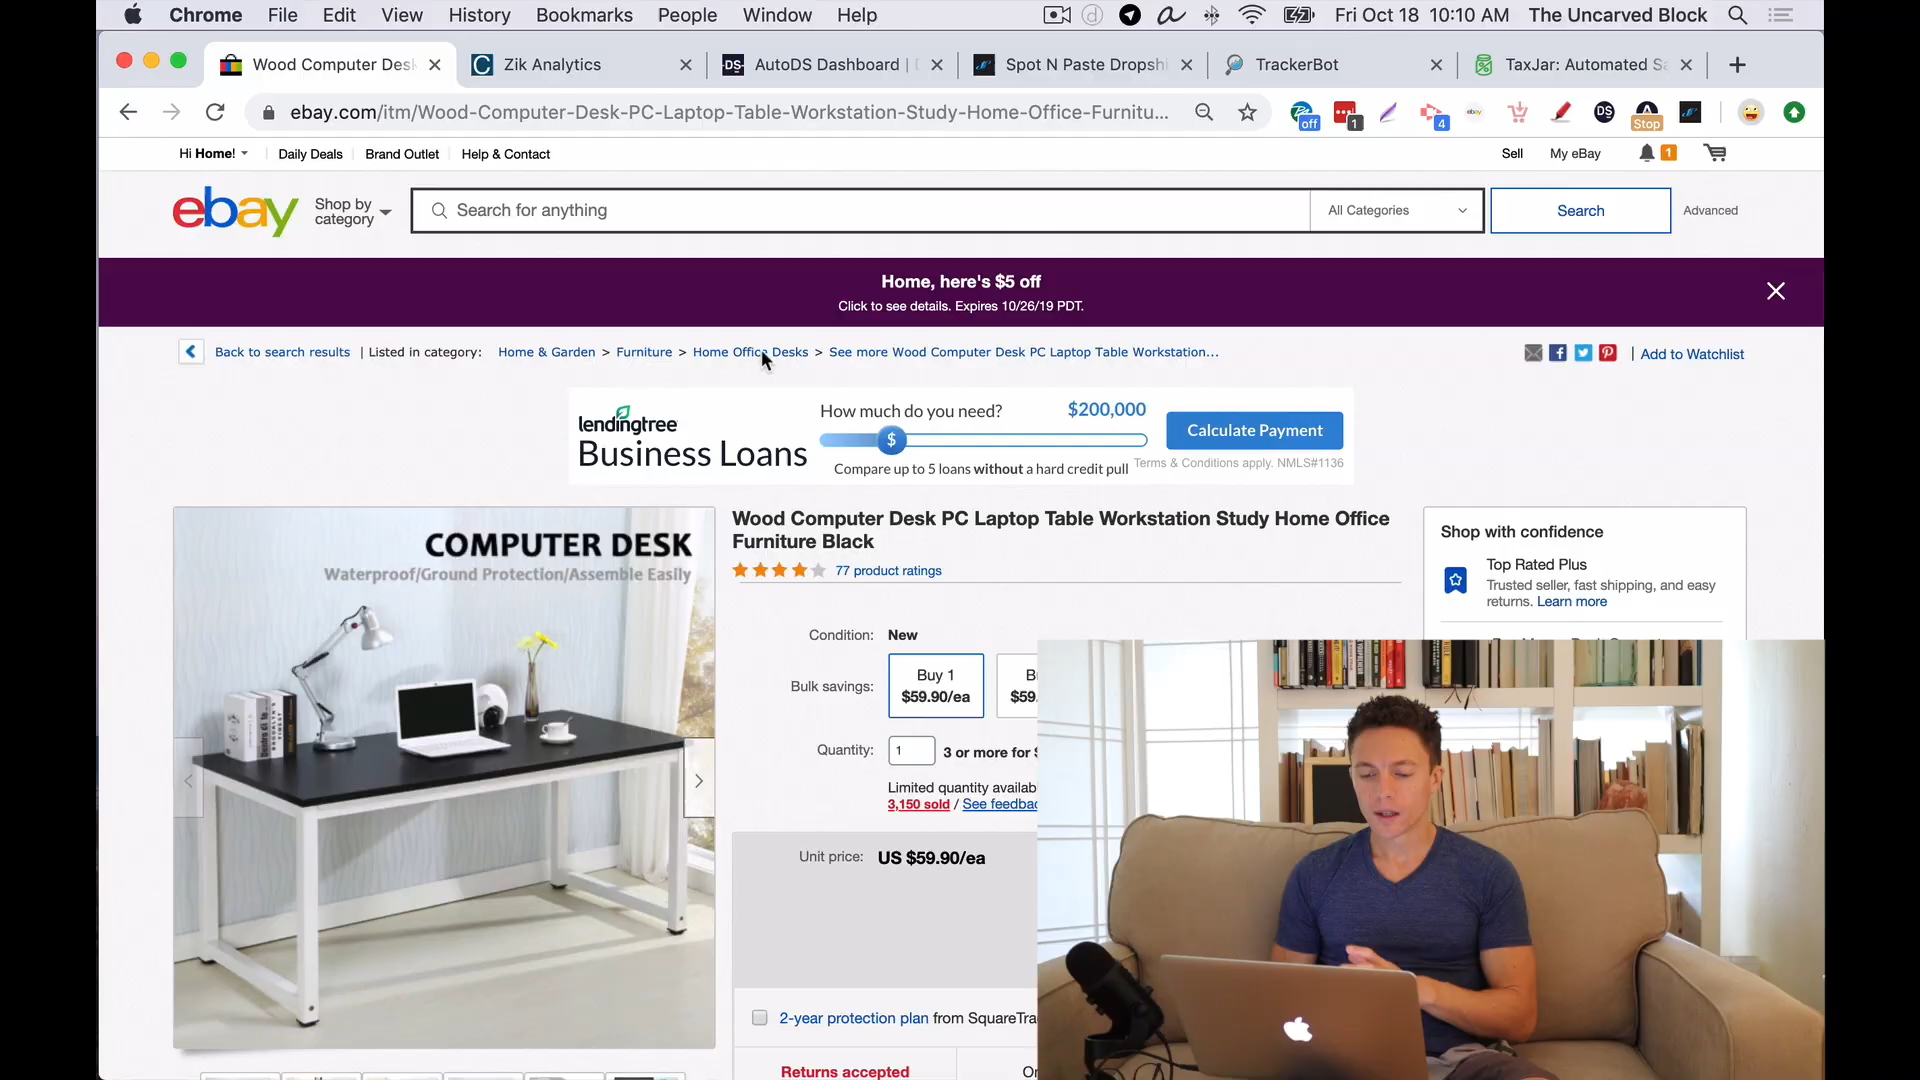 Chrome File Edit View History Bookmarks People Window Help Fri Oct 18 10:10 AM The Uncarved Block
Wood Computer Des Zik Analytics AutoDS Dashboard | Spot N Paste Dropshi TrackerBot TaxJar: Automated Sa
ebay.com/itm/Wood-Computer-Desk-PC-Laptop-Table-Workstation-Study-Home-Office-Furnitu...
off 1 4 DS Stop
Hi Home! Daily Deals Brand Outlet Help & Contact Sell My eBay 1
ebay Shop by category Search for anything All Categories Search Advanced
Home, here's $5 off
Click to see details. Expires 10/26/19 PDT.
Back to search results | Listed in category: Home & Garden > Furniture > Home Office Desks > See more Wood Computer Desk PC Laptop Table Workstation... | Add to Watchlist
lendingtree
Business Loans
How much do you need? $200,000
$
Compare up to 5 loans without a hard credit pull
Calculate Payment
Terms & Conditions apply. NMLS#1136
COMPUTER DESK
Waterproof/Ground Protection/Assemble Easily
Wood Computer Desk PC Laptop Table Workstation Study Home Office
Furniture Black
77 product ratings
Condition: New
Bulk savings: Buy 1
$59.90/ea
$59.
Quantity: 1 3 or more for $
Limited quantity availab
3,150 sold / See feedbac
Unit price: US $59.90/ea
2-year protection plan from SquareTra
Returns accepted
Shop with confidence
Top Rated Plus
Trusted seller, fast shipping, and easy
returns. Learn more